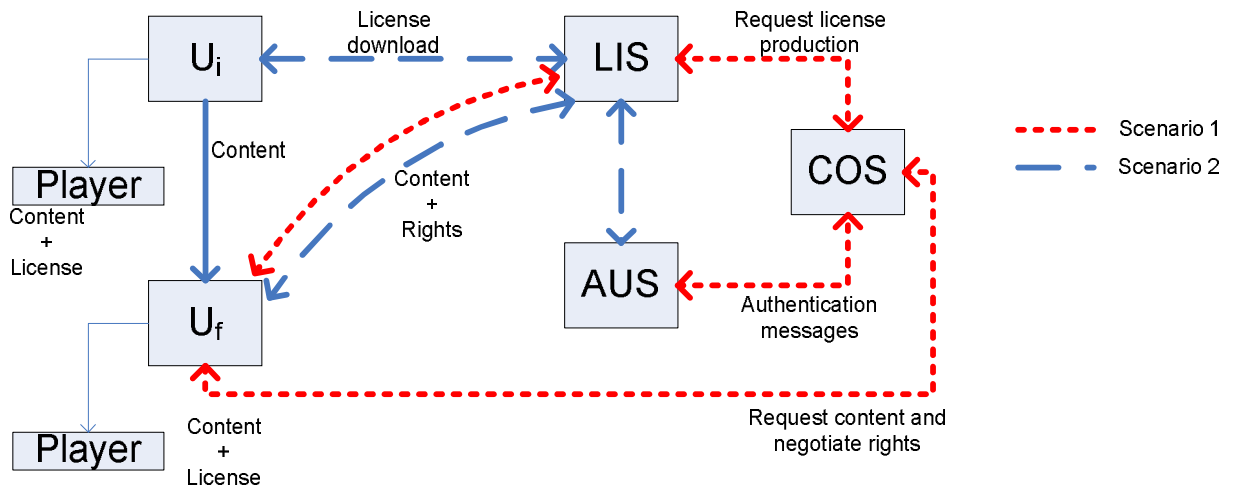 License
download
Request license
production
Ui
LIS
Scenario 1
Content
COS
Scenario 2
Player
Content
+
Rights
Content
+
License
AUS
Authentication
messages
Uf
Request content and
negotiate rights
Content
+
License
Player